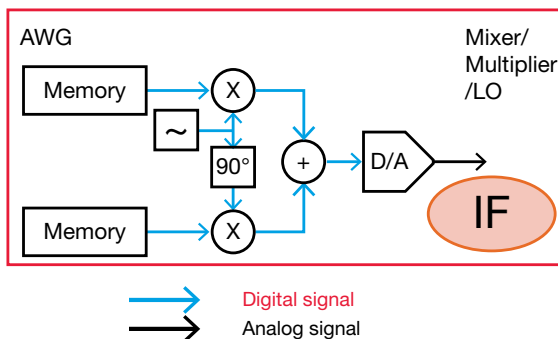 AWG
Mixer/
Multiplier
/LO
Memory
X
~
90°
+
D/A
IF
Memory
X
Digital signal
Analog signal